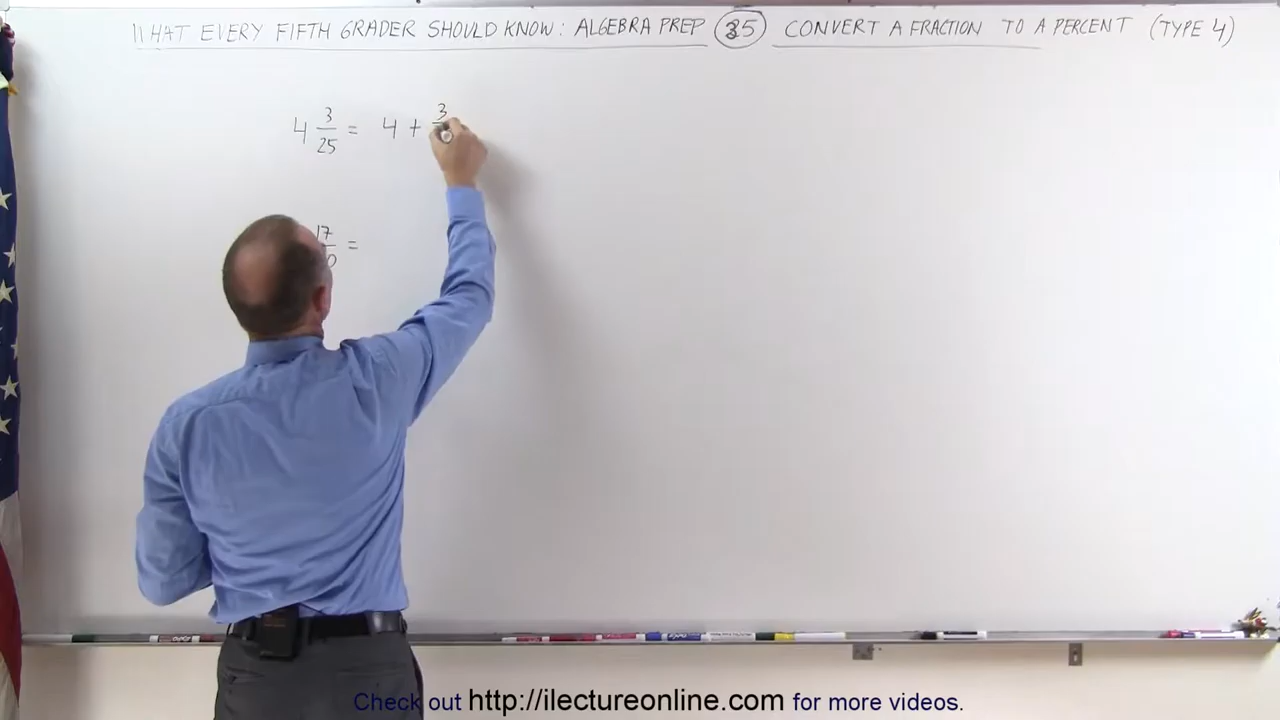 WHAT EVERY FIFTH GRADER SHOULD KNOW: ALGEBRA PREP 35 CONVERT A FRACTION TO A PERCENT (TYPE 4)
4 3/25 = 4 + 3
17 =
Check out http://ilectureonline.com for more videos.